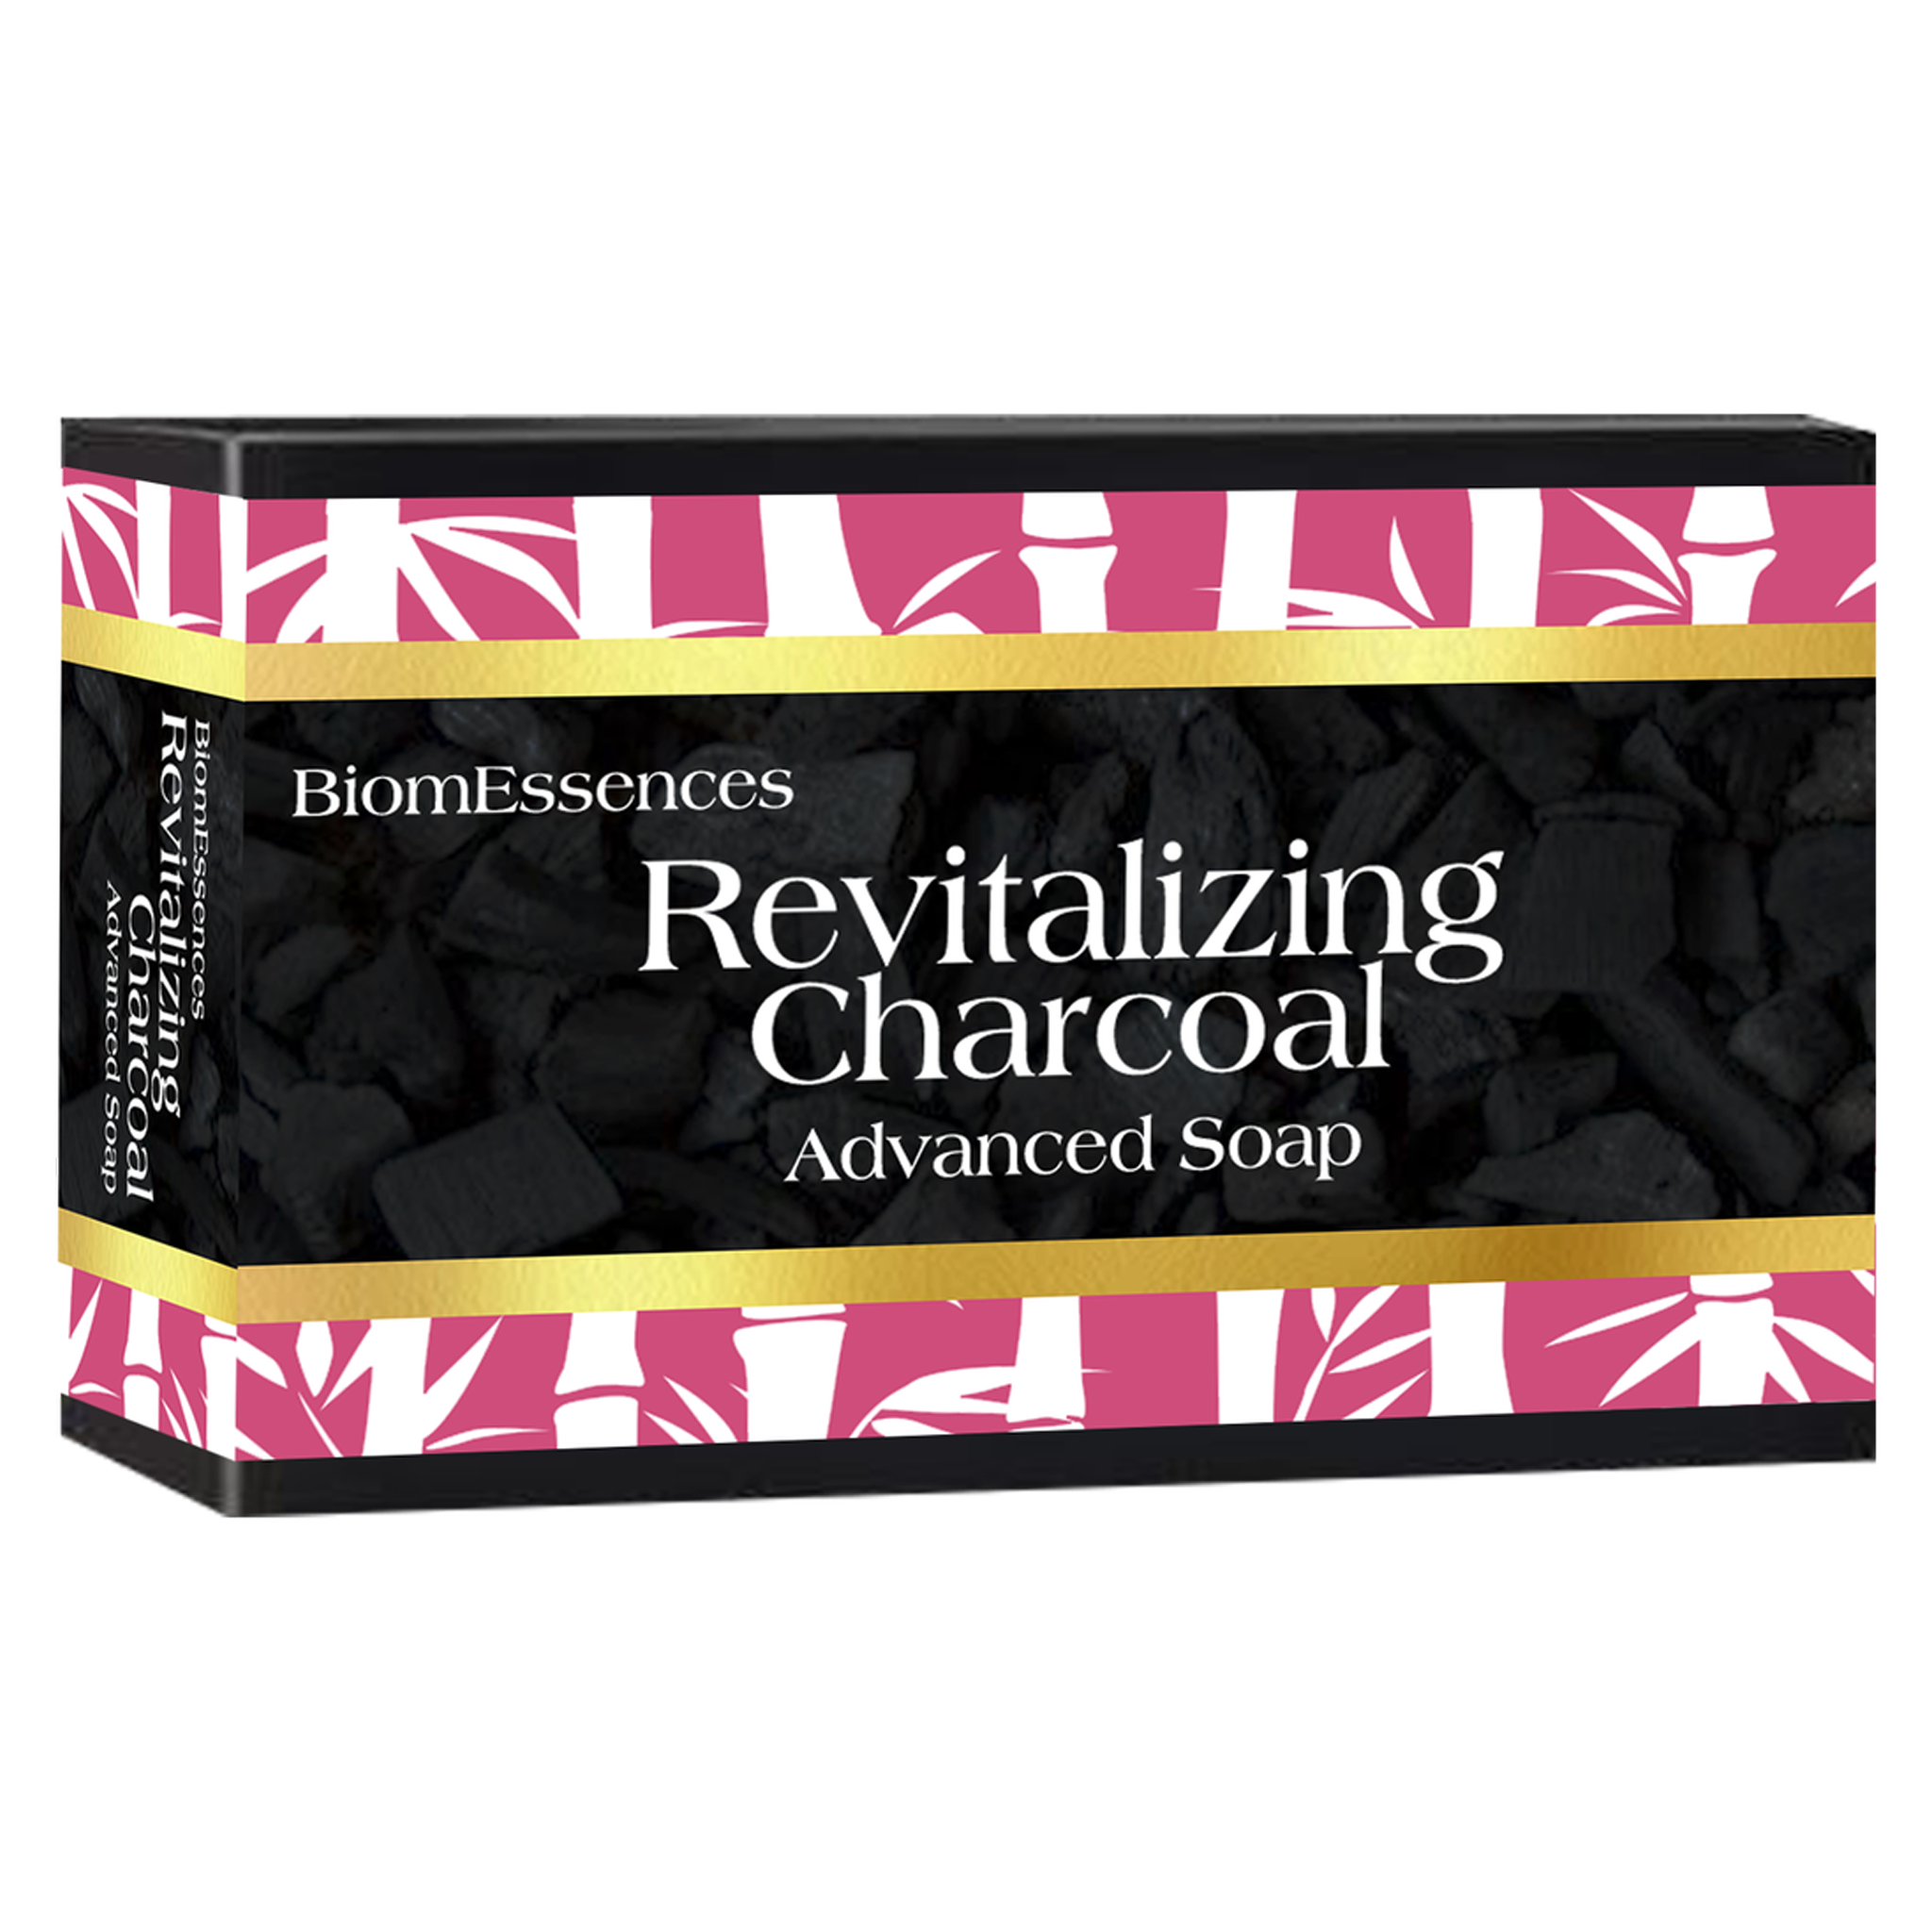 BiomEssences
Revitalizing
Charcoal
Advanced Soap
BiomEssences
Revitalizing
Charcoal
Advanced Soap